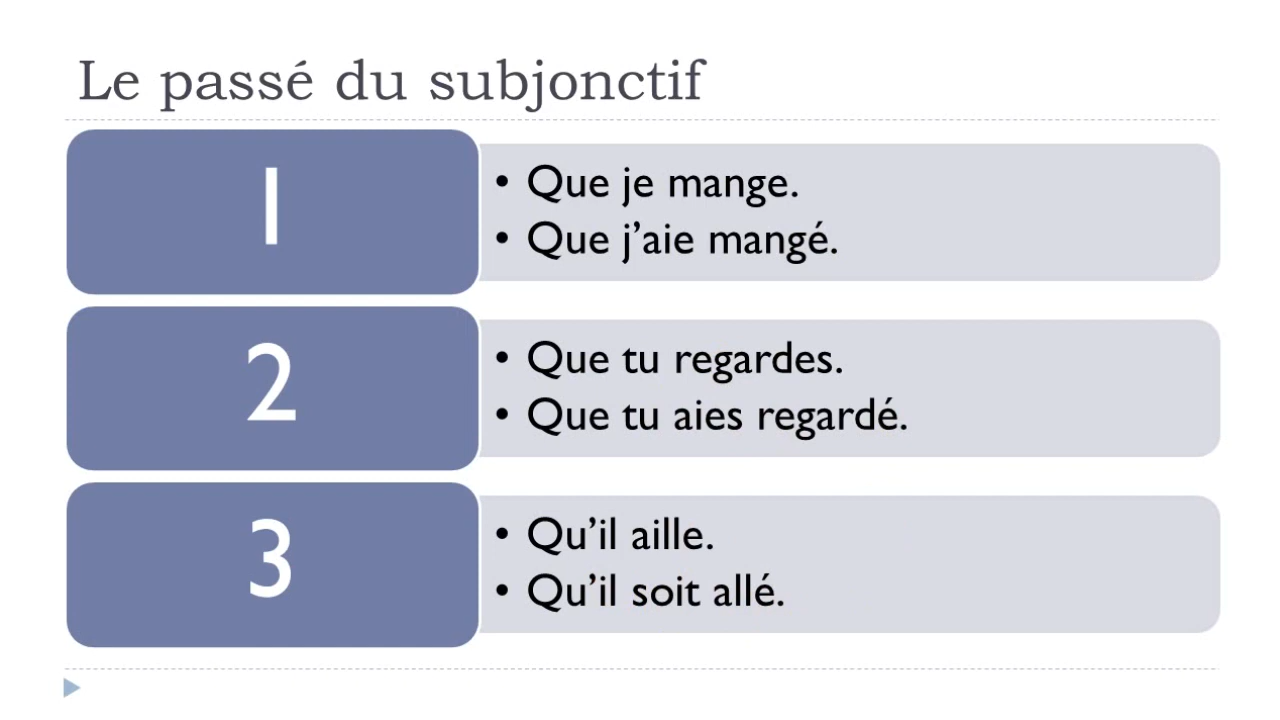 Le passé du subjonctif
1
• Que je mange.
• Que j’aie mangé.
2
• Que tu regardes.
• Que tu aies regardé.
3
• Qu’il aille.
• Qu’il soit allé.